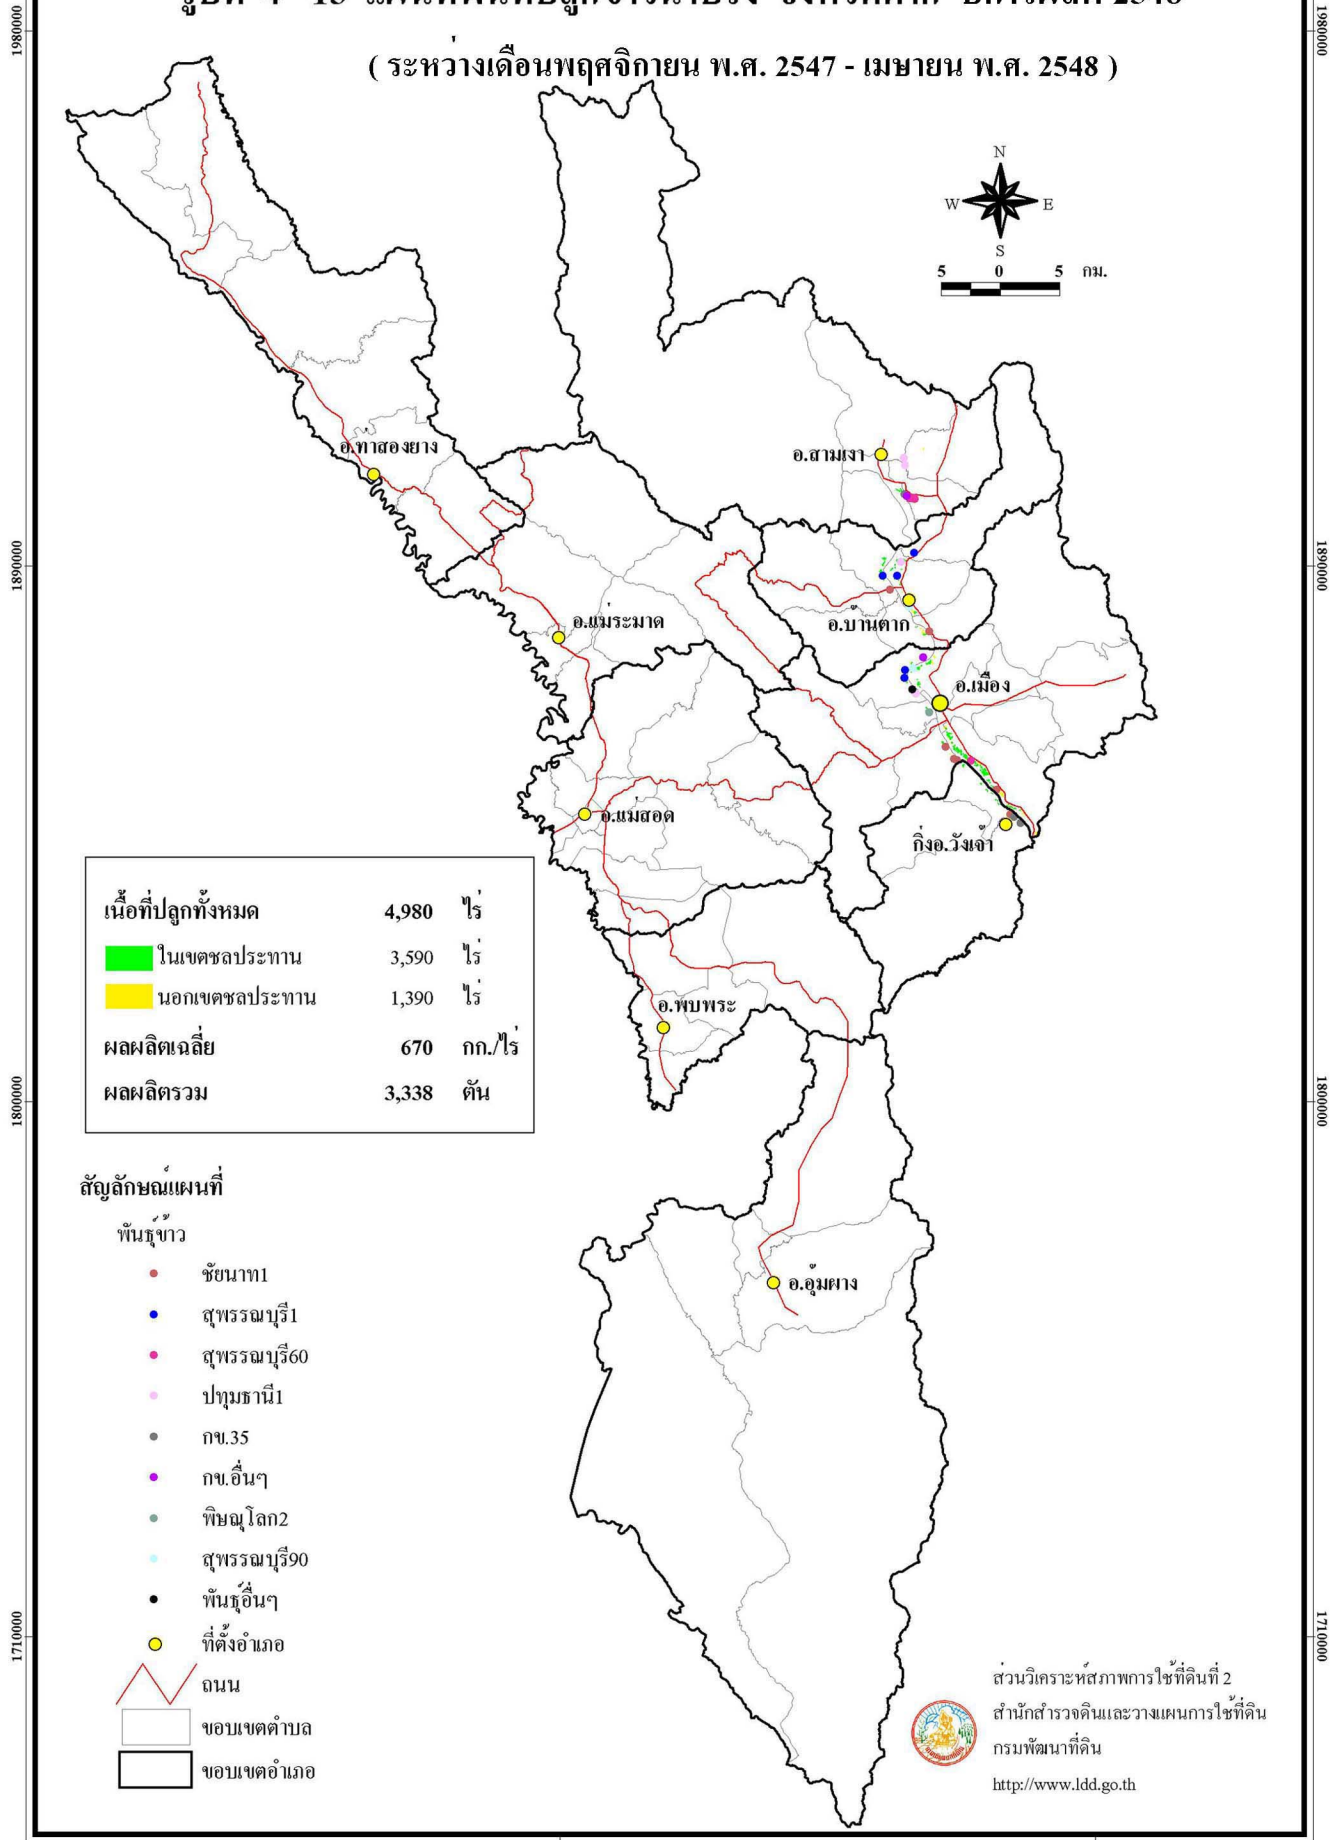 ( ระหว่างเดือนพฤศจิกายน พ.ศ. 2547 - เมษายน พ.ศ. 2548 )
1980000
1980000
N
W
E
S
5 0 5 กม.
อ.ท่าสองยาง
อ.สามเงา
1890000
1890000
อ.แม่ระมาด
อ.บ้านตาก
อ.เมือง
อ.แม่สอด
กิ่งอ.วังเจ้า
เนื้อที่ปลูกทั้งหมด 4,980 ไร่
ในเขตชลประทาน 3,590 ไร่
นอกเขตชลประทาน 1,390 ไร่
อ.พบพระ
ผลผลิตเฉลี่ย 670 กก./ไร่
ผลผลิตรวม 3,338 ตัน
1800000
1800000
สัญลักษณ์แผนที่
พันธุ์ข้าว
ชัยนาท1
อ.อุ้มผาง
สุพรรณบุรี1
สุพรรณบุรี60
ปทุมธานี1
กข.35
กข.อื่นๆ
พิษณุโลก2
สุพรรณบุรี90
พันธุ์อื่นๆ
ที่ตั้งอำเภอ
1710000
1710000
ถนน
ขอบเขตตำบล
ขอบเขตอำเภอ
ส่วนวิเคราะห์สภาพการใช้ที่ดินที่ 2
สำนักสำรวจดินและวางแผนการใช้ที่ดิน
กรมพัฒนาที่ดิน
http://www.ldd.go.th